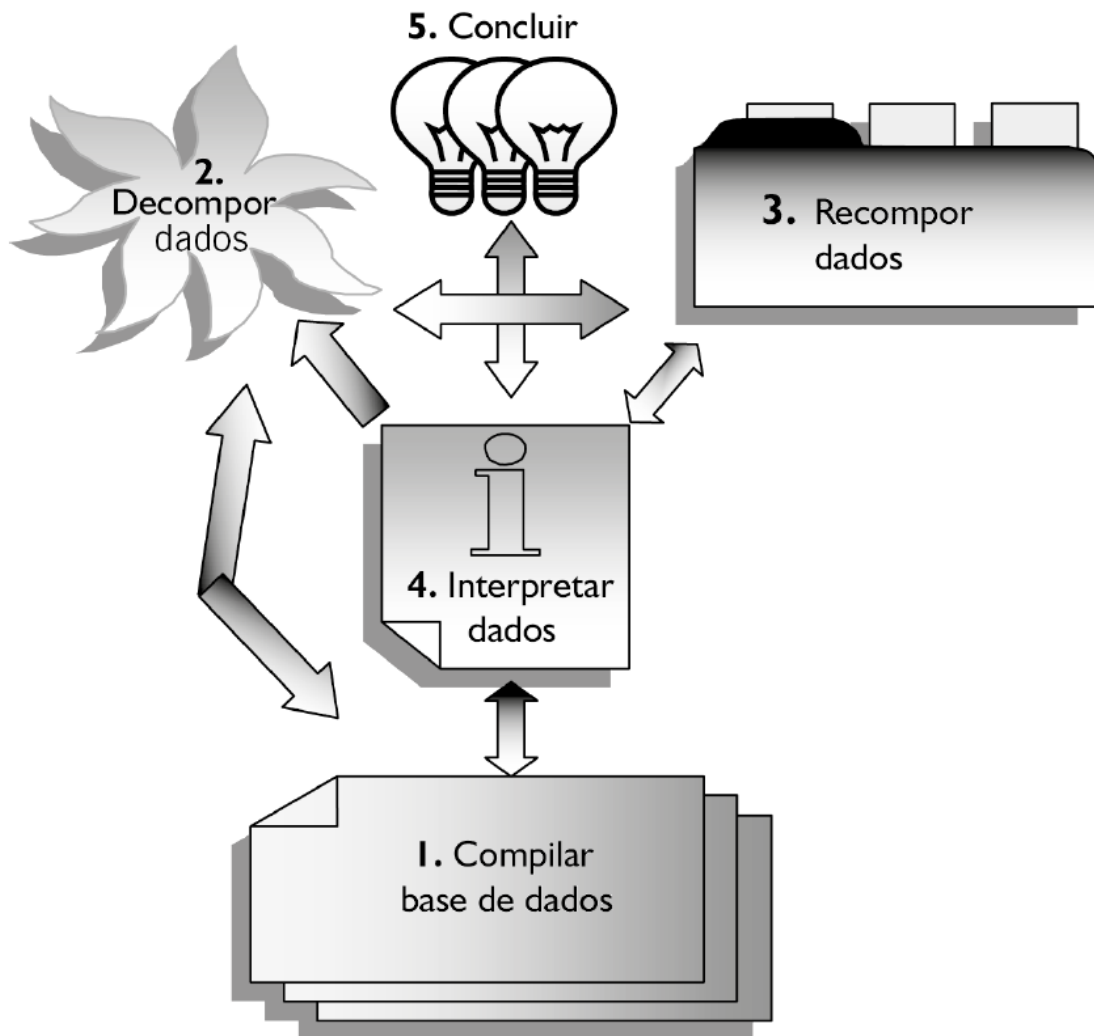 5. Concluir
2.
Decompor
dados
3. Recompor
dados
i
4. Interpretar
dados
1. Compilar
base de dados